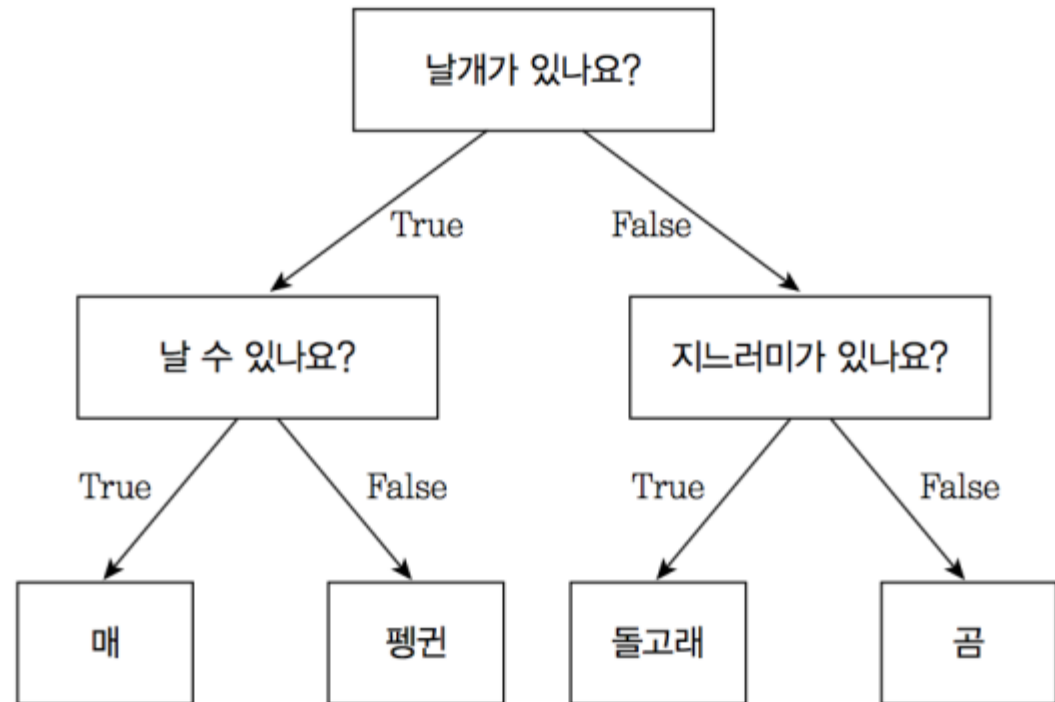 날개가 있나요?
True
False
날 수 있나요?
지느러미가 있나요?
True
False
True
False
매
펭귄
돌고래
곰